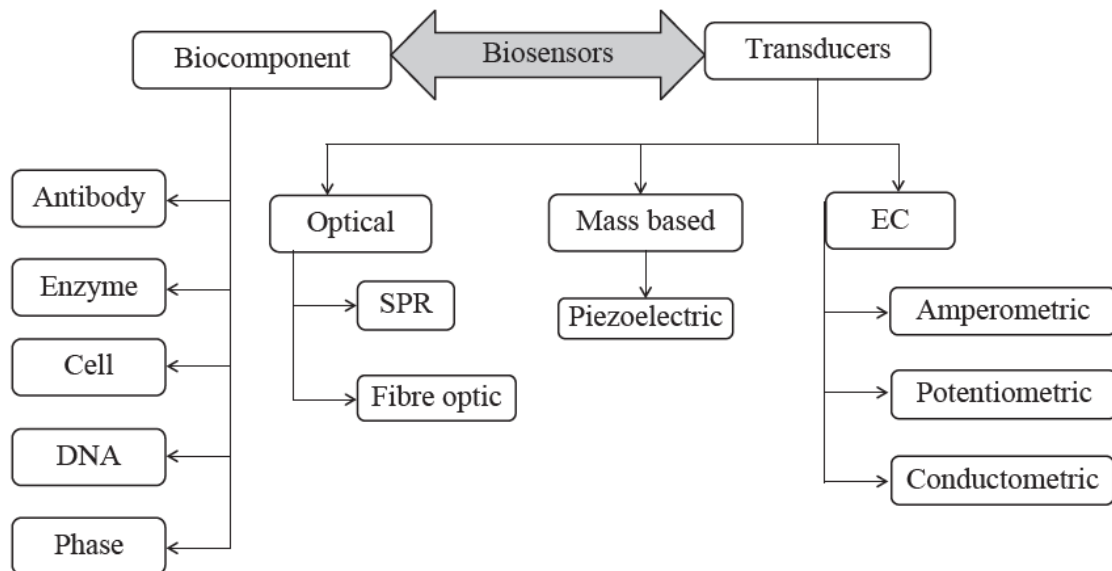 Biocomponent
Biosensors
Transducers
Antibody
Enzyme
Cell
DNA
Phase
Optical
SPR
Fibre optic
Mass based
Piezoelectric
EC
Amperometric
Potentiometric
Conductometric